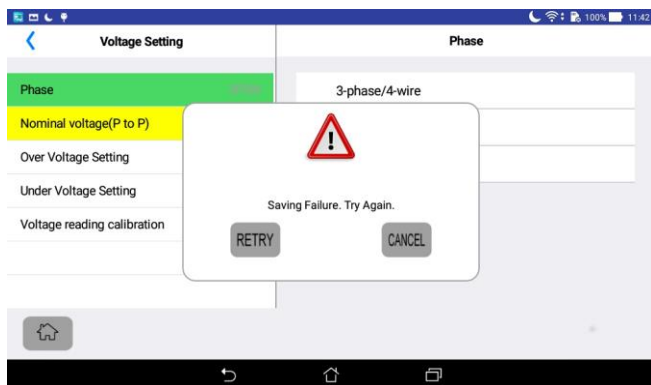 100% 11:42
Voltage Setting
Phase
Phase
3-phase/4-wire
Nominal voltage(P to P)
Over Voltage Setting
Under Voltage Setting
Voltage reading calibration
Saving Failure. Try Again.
RETRY
CANCEL